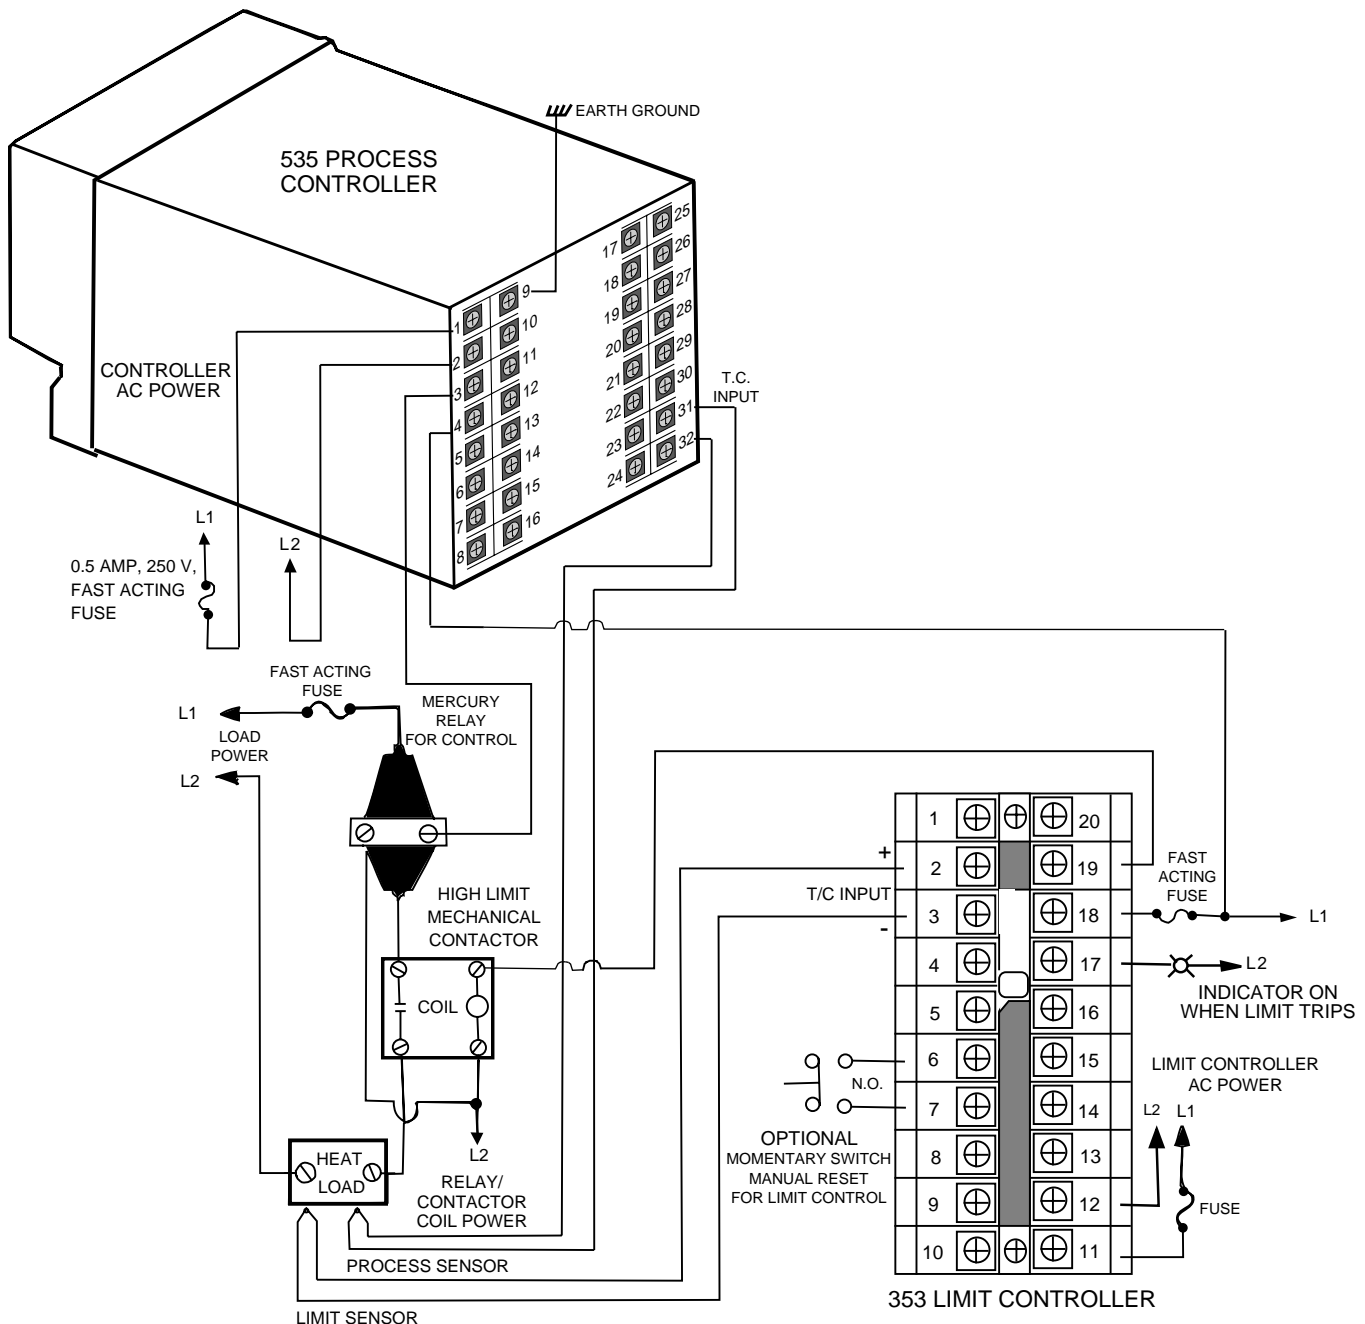 EARTH GROUND
535 PROCESS
CONTROLLER
25
17
26
18
27
9
19
28
1
10
20
29
2
11
21
30
3
12
22
31
4
13
23
32
5
14
24
6
15
7
16
8
CONTROLLER
AC POWER
T.C.
INPUT
L1
L2
0.5 AMP, 250 V,
FAST ACTING
FUSE
FAST ACTING
FUSE
L1
LOAD
POWER
L2
MERCURY
RELAY
FOR CONTROL
HIGH LIMIT
MECHANICAL
CONTACTOR
COIL
L2
RELAY/
CONTACTOR
COIL POWER
HEAT
LOAD
PROCESS SENSOR
LIMIT SENSOR
+
T/C INPUT
-
1
20
2
19
3
18
4
17
5
16
6
15
7
14
8
13
9
12
10
11
FAST
ACTING
FUSE
L1
L2
INDICATOR ON
WHEN LIMIT TRIPS
LIMIT CONTROLLER
AC POWER
L2 L1
FUSE
N.O.
OPTIONAL
MOMENTARY SWITCH
MANUAL RESET
FOR LIMIT CONTROL
353 LIMIT CONTROLLER